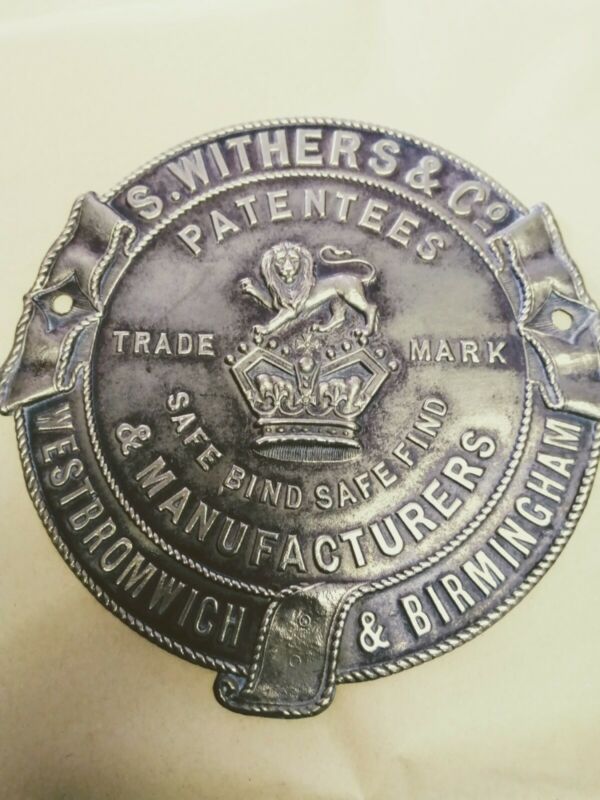 S. WITHERS & Co
PATENTEES
TRADE MARK
SAFE BIND SAFE FIND
& MANUFACTURERS
WESTBROMWICH & BIRMINGHAM